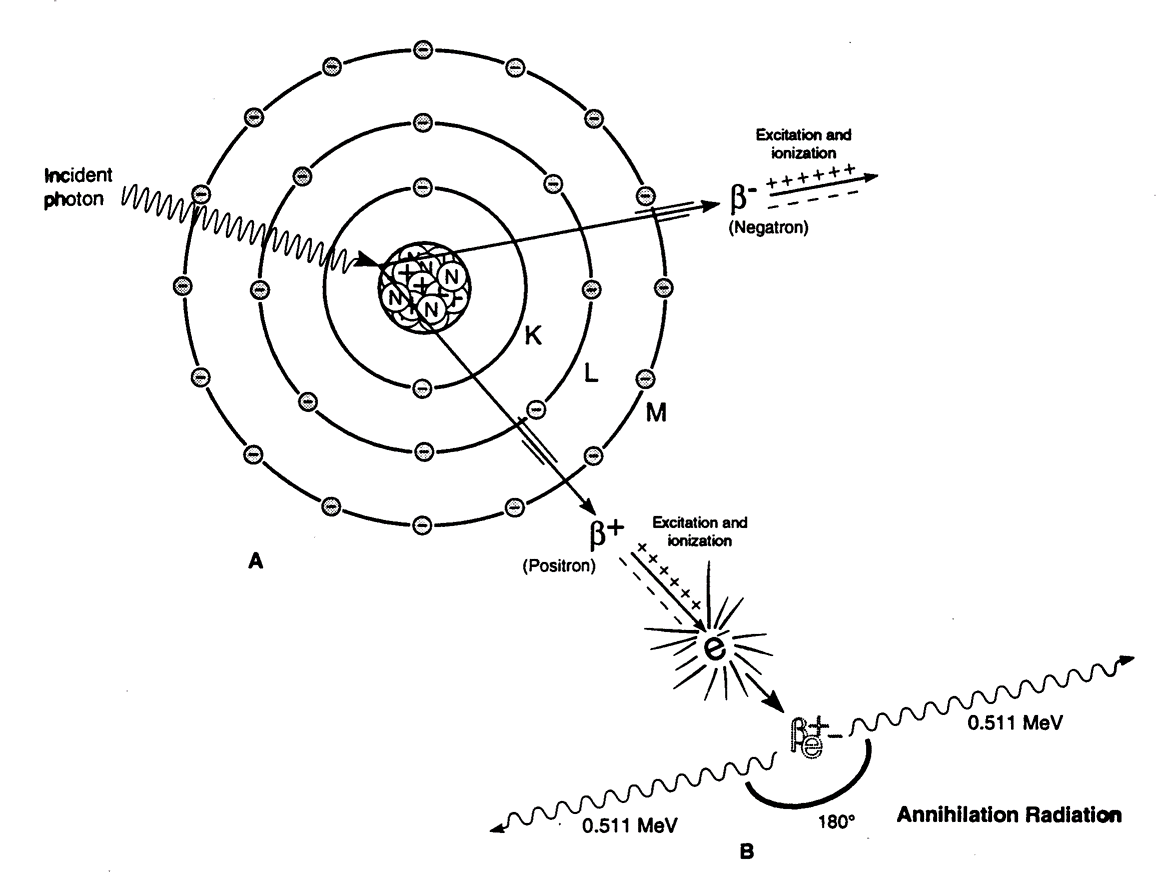 Incident
photon
Excitation and
ionization
+ + + + + +
β-
(Negatron)
N
N
+
N
+
N
N
K
L
M
β+
(Positron)
Excitation and
ionization
A
e
β+
e-
0.511 MeV
0.511 MeV
180°
Annihilation Radiation
B